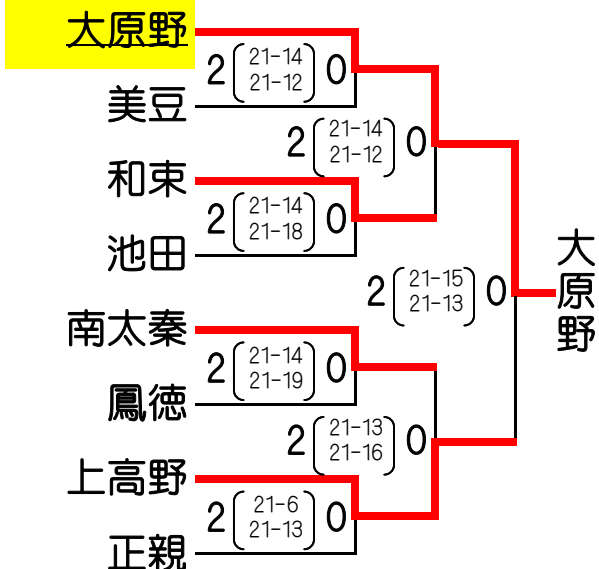 大原野
2 (21-14 21-12) 0
美豆
2 (21-14 21-12) 0
和束
2 (21-14 21-18) 0
池田
2 (21-15 21-13) 0
大原野
南太秦
2 (21-14 21-19) 0
鳳徳
2 (21-13 21-16) 0
上高野
2 (21-6 21-13) 0
正親